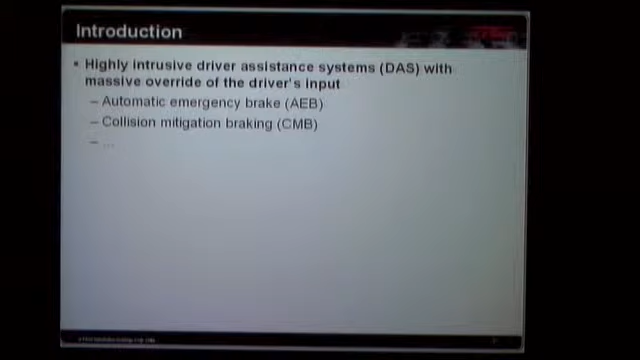 Introduction
▪ Highly intrusive driver assistance systems (DAS) with
massive override of the driver's input
– Automatic emergency brake (AEB)
– Collision mitigation braking (CMB)
– ...